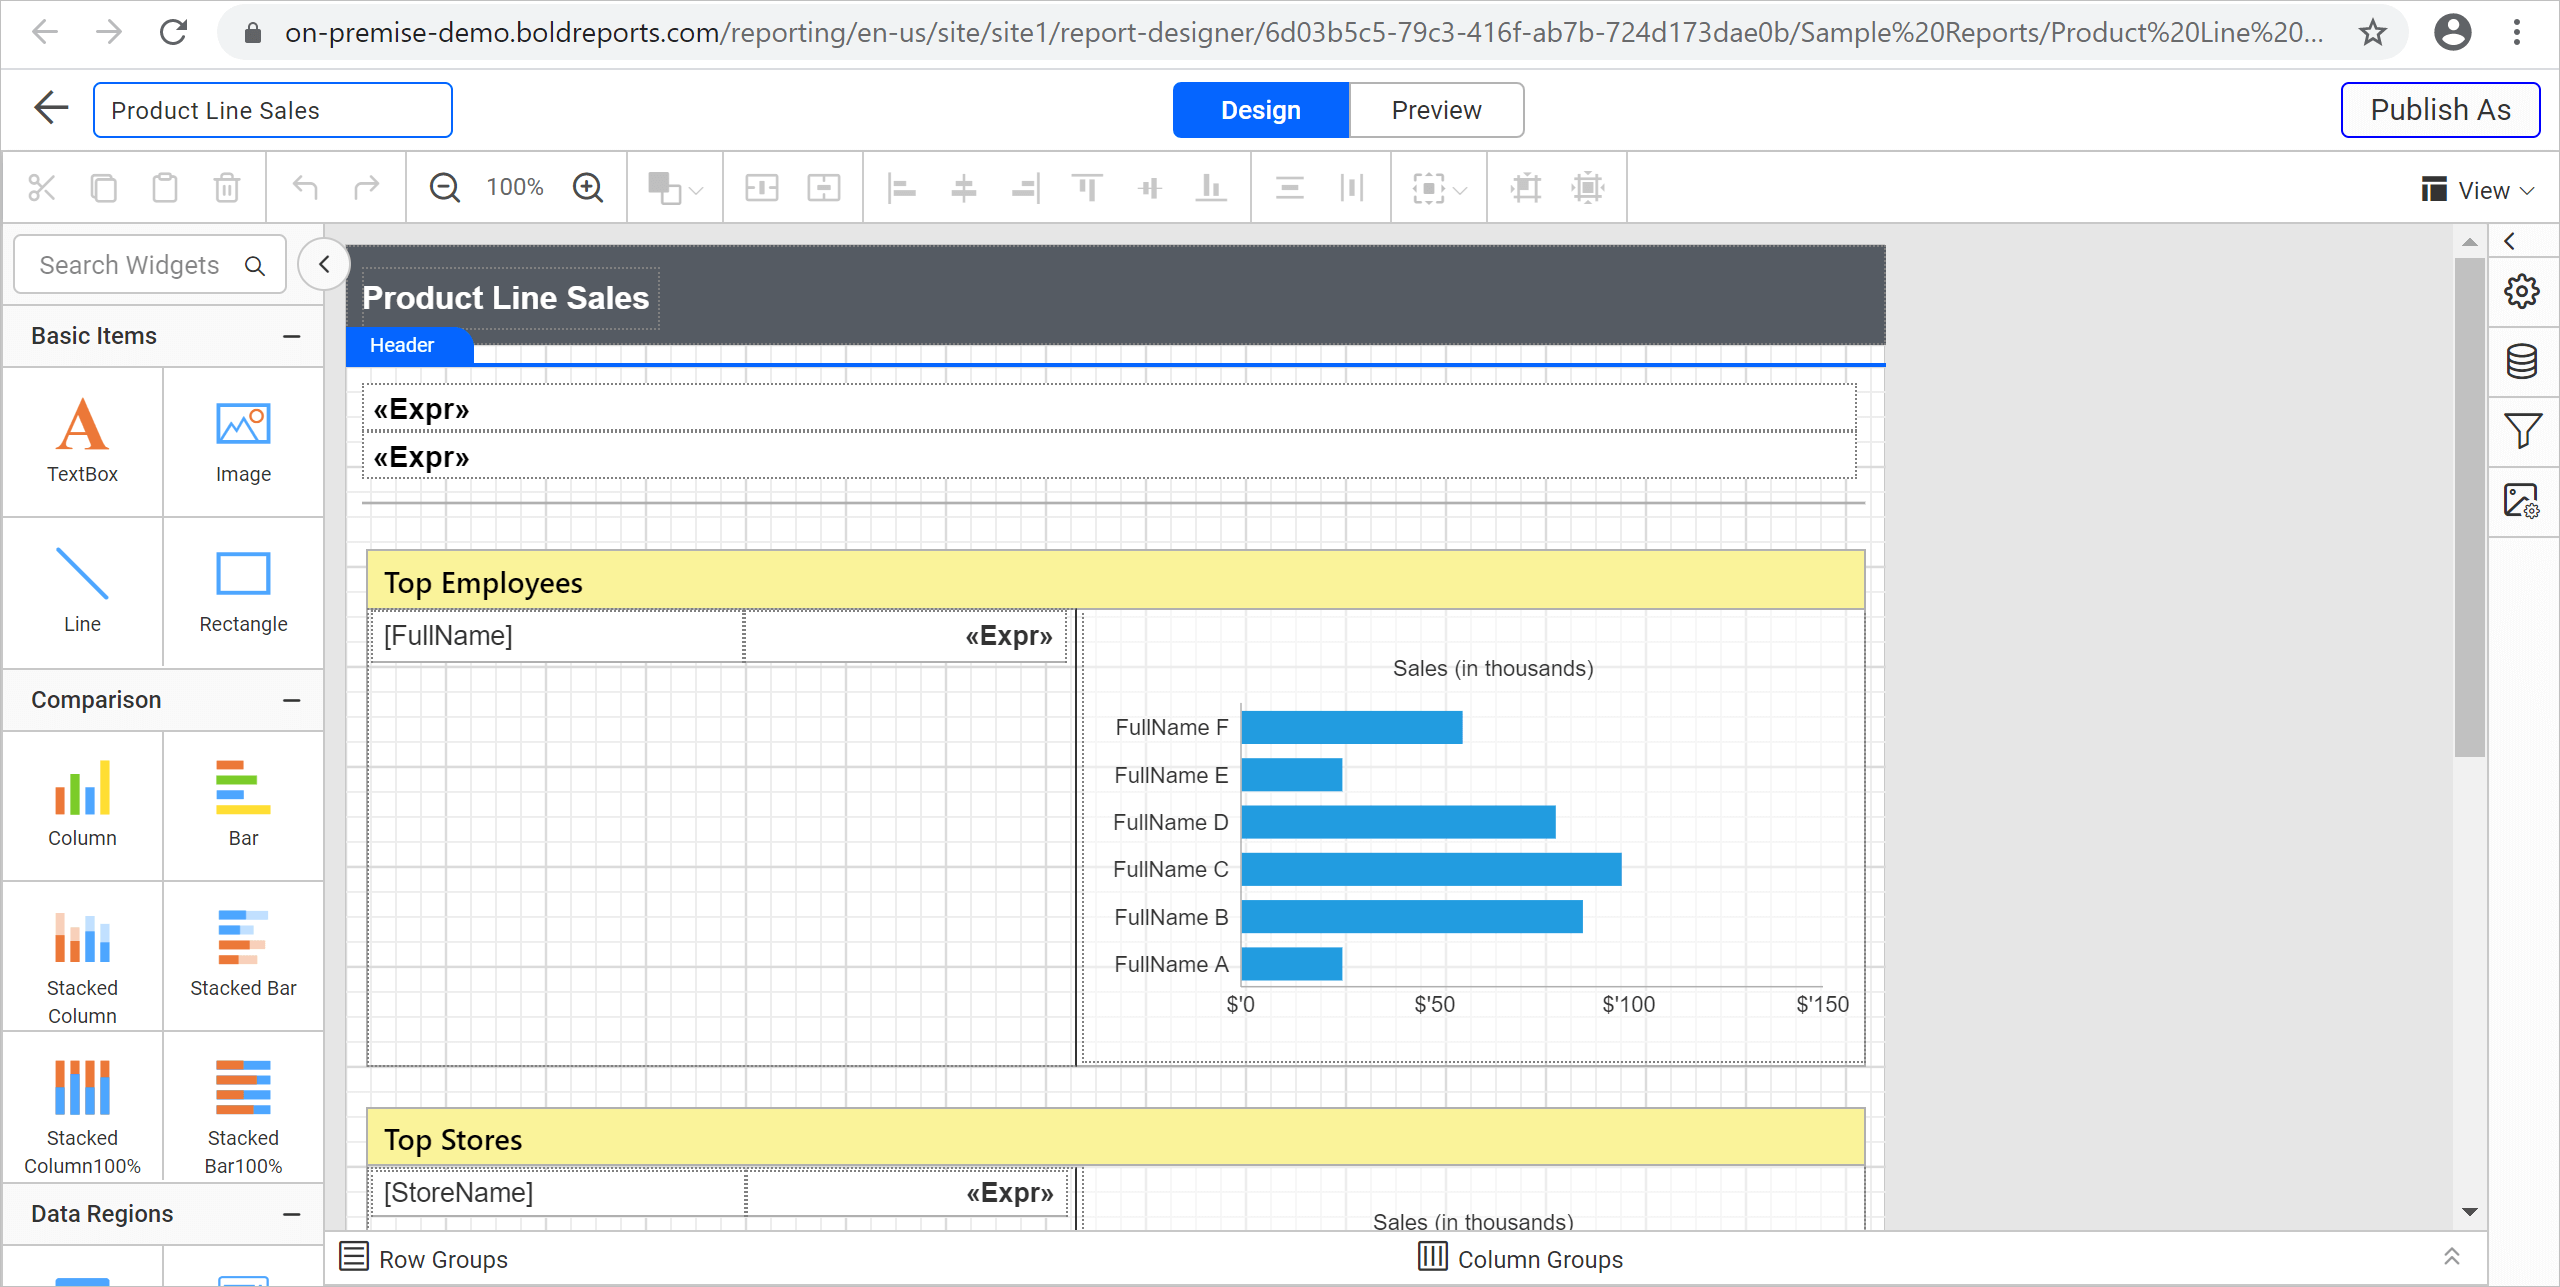 on-premise-demo.boldreports.com/reporting/en-us/site/site1/report-designer/6d03b5c5-79c3-416f-ab7b-724d173dae0b/Sample%20Reports/Product%20Line%20...
Product Line Sales
Design
Preview
Publish As
100%
View
Search Widgets
Basic Items
TextBox
Image
Line
Rectangle
Comparison
Column
Bar
Stacked
Column
Stacked Bar
Stacked
Column100%
Stacked
Bar100%
Data Regions
Product Line Sales
Header
«Expr»
«Expr»
Top Employees
[FullName]
«Expr»
Sales (in thousands)
FullName F
FullName E
FullName D
FullName C
FullName B
FullName A
$'0
$'50
$'100
$'150
Top Stores
[StoreName]
«Expr»
Sales (in thousands)
Row Groups
Column Groups